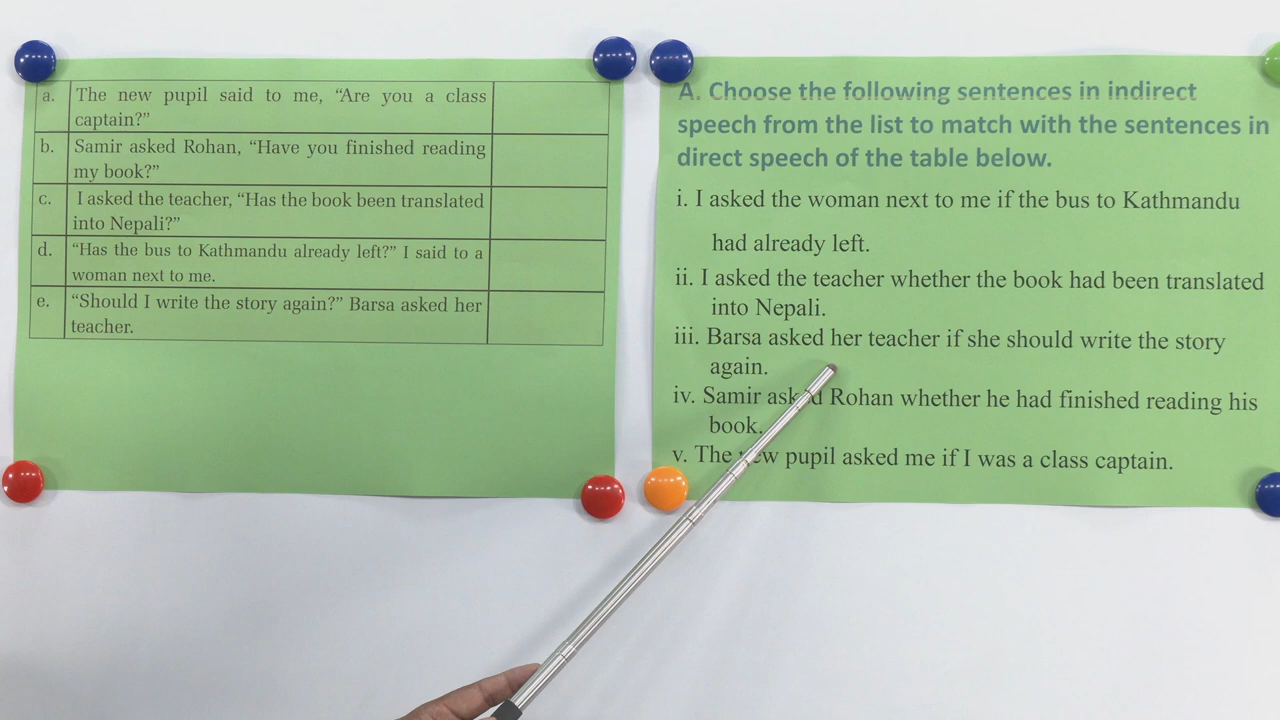 a. The new pupil said to me, “Are you a class
captain?”
b. Samir asked Rohan, “Have you finished reading
my book?”
c. I asked the teacher, “Has the book been translated
into Nepali?”
d. “Has the bus to Kathmandu already left?” I said to a
woman next to me.
e. “Should I write the story again?” Barsa asked her
teacher.
A. Choose the following sentences in indirect
speech from the list to match with the sentences in
direct speech of the table below.
i. I asked the woman next to me if the bus to Kathmandu
had already left.
ii. I asked the teacher whether the book had been translated
into Nepali.
iii. Barsa asked her teacher if she should write the story
again.
iv. Samir asked Rohan whether he had finished reading his
book.
v. The new pupil asked me if I was a class captain.